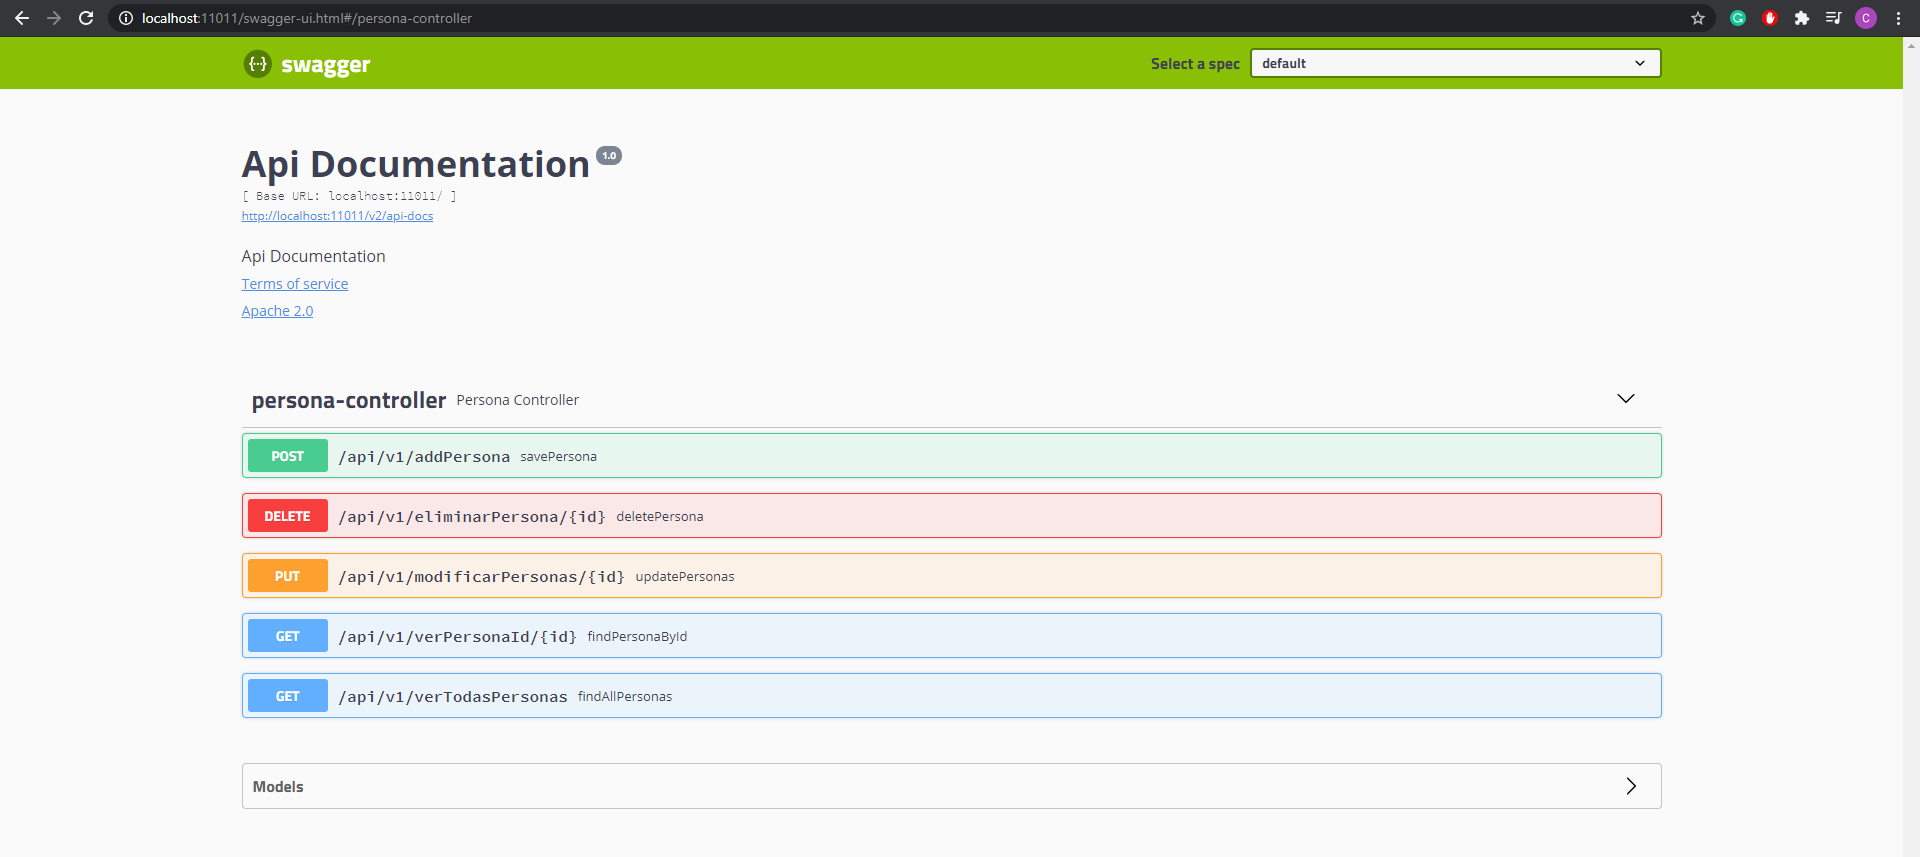 localhost:11011/swagger-ui.html#/persona-controller
C
{··} swagger
Select a spec default
Api Documentation 1.0
[ Base URL: localhost:11011/ ]
http://localhost:11011/v2/api-docs
Api Documentation
Terms of service
Apache 2.0
persona-controller Persona Controller
POST /api/v1/addPersona savePersona
DELETE /api/v1/eliminarPersona/{id} deletePersona
PUT /api/v1/modificarPersonas/{id} updatePersonas
GET /api/v1/verPersonaId/{id} findPersonaById
GET /api/v1/verTodasPersonas findAllPersonas
Models